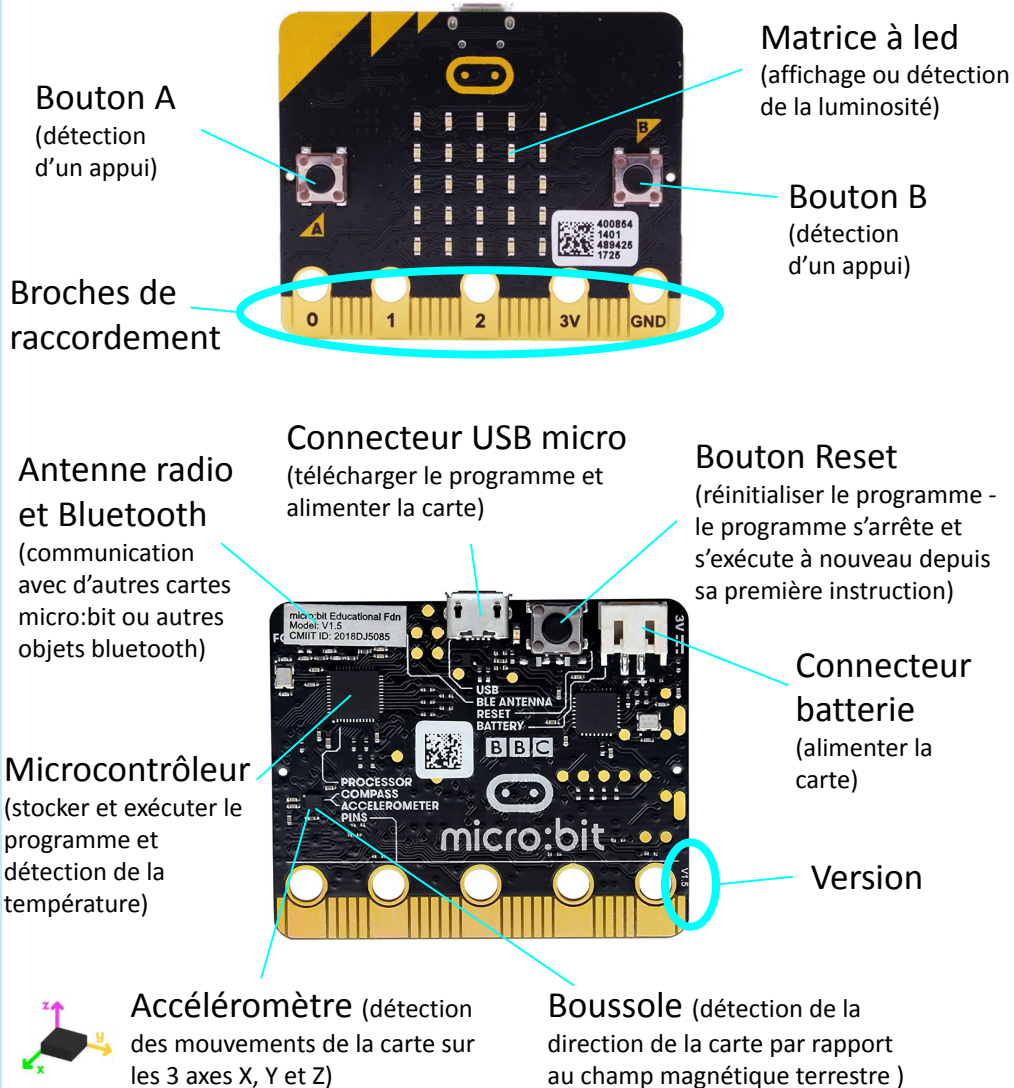 Matrice à led
(affichage ou détection
de la luminosité)
Bouton A
(détection
d'un appui)
B
A
400854
1401
489425
1725
Bouton B
(détection
d'un appui)
Broches de
raccordement
0 1 2 3V GND
Connecteur USB micro
(télécharger le programme et
alimenter la carte)
Bouton Reset
(réinitialiser le programme -
le programme s'arrête et
s'exécute à nouveau depuis
sa première instruction)
Antenne radio
et Bluetooth
(communication
avec d'autres cartes
micro:bit ou autres
objets bluetooth)
micro:bit Educational Fdn
Model: V1.5
CMIIT ID: 2018DJ5085
3V
USB
BLE ANTENNA
RESET
BATTERY
BBC
Connecteur
batterie
(alimenter la
carte)
Microcontrôleur
(stocker et exécuter le
programme et
détection de la
température)
PROCESSOR
COMPASS
ACCELEROMETER
PINS
micro:bit
V1.5
Version
z
y
x
Accéléromètre (détection
des mouvements de la carte sur
les 3 axes X, Y et Z)
Boussole (détection de la
direction de la carte par rapport
au champ magnétique terrestre )